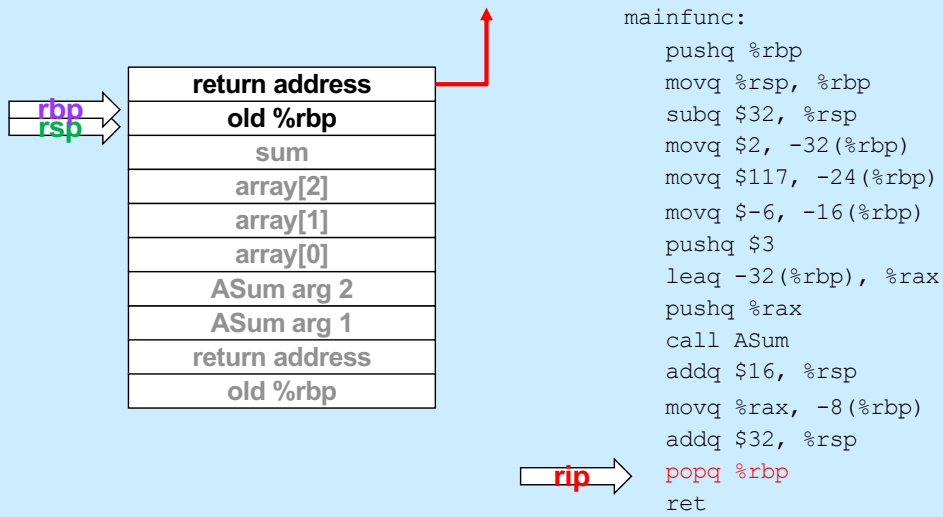 return address
rbp
rsp
old %rbp
sum
array[2]
array[1]
array[0]
ASum arg 2
ASum arg 1
return address
old %rbp
mainfunc:
pushq %rbp
movq %rsp, %rbp
subq $32, %rsp
movq $2, -32(%rbp)
movq $117, -24(%rbp)
movq $-6, -16(%rbp)
pushq $3
leaq -32(%rbp), %rax
pushq %rax
call ASum
addq $16, %rsp
movq %rax, -8(%rbp)
addq $32, %rsp
rip
popq %rbp
ret